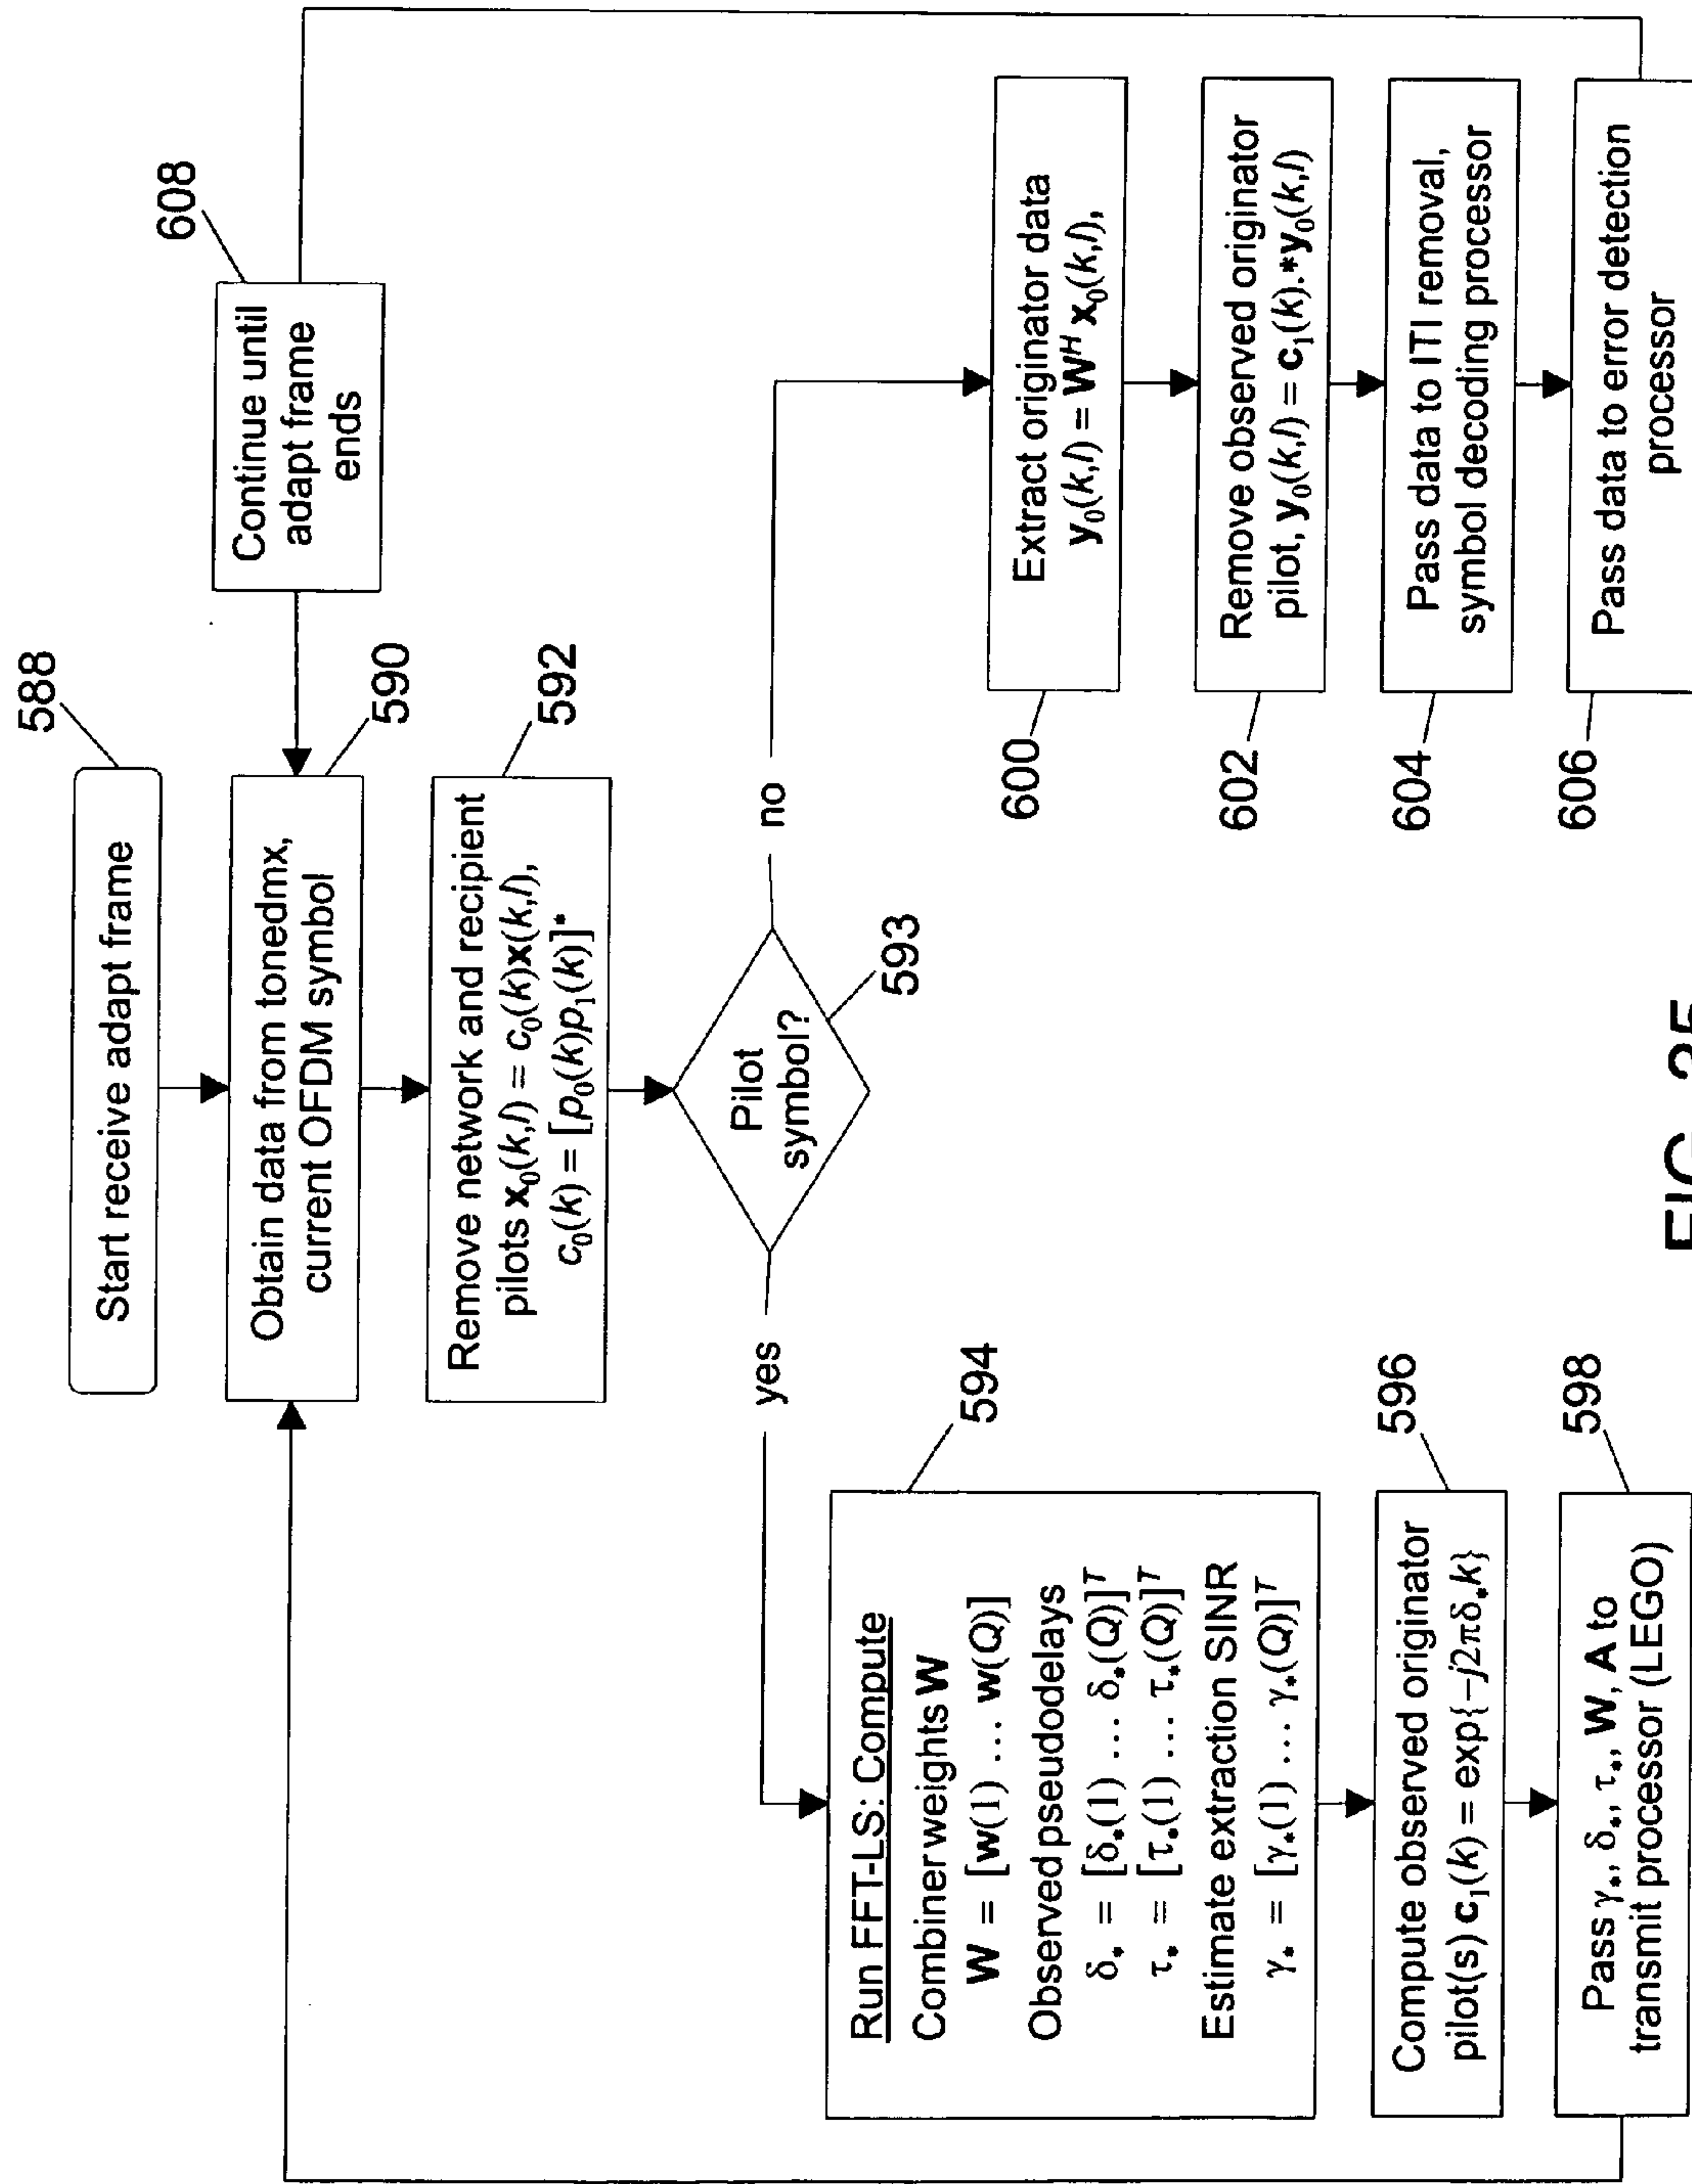 588
Start receive adapt frame
608
Continue until
adapt frame
ends
590
Obtain data from tonedmx,
current OFDM symbol
592
Remove network and recipient
pilots x₀(k,l) = c₀(k)x(k,l),
c₀(k) = [p₀(k)p₁(k)]*
593
Pilot
symbol?
yes
no
594
Run FFT-LS: Compute
Combiner weights W
W = [w(1) … w(Q)]
Observed pseudodelays
δ* = [δ*(1) … δ*(Q)]ᵀ
τ* = [τ*(1) … τ*(Q)]ᵀ
Estimate extraction SINR
γ* = [γ*(1) … γ*(Q)]ᵀ
596
Compute observed originator
pilot(s) c₁(k) = exp{−j2πδ*k}
598
Pass γ*, δ*, τ*, W, A to
transmit processor (LEGO)
600
Extract originator data
y₀(k,l) = Wᴴ x₀(k,l),
602
Remove observed originator
pilot, y₀(k,l) = c₁(k).*y₀(k,l)
604
Pass data to ITI removal,
symbol decoding processor
606
Pass data to error detection
processor